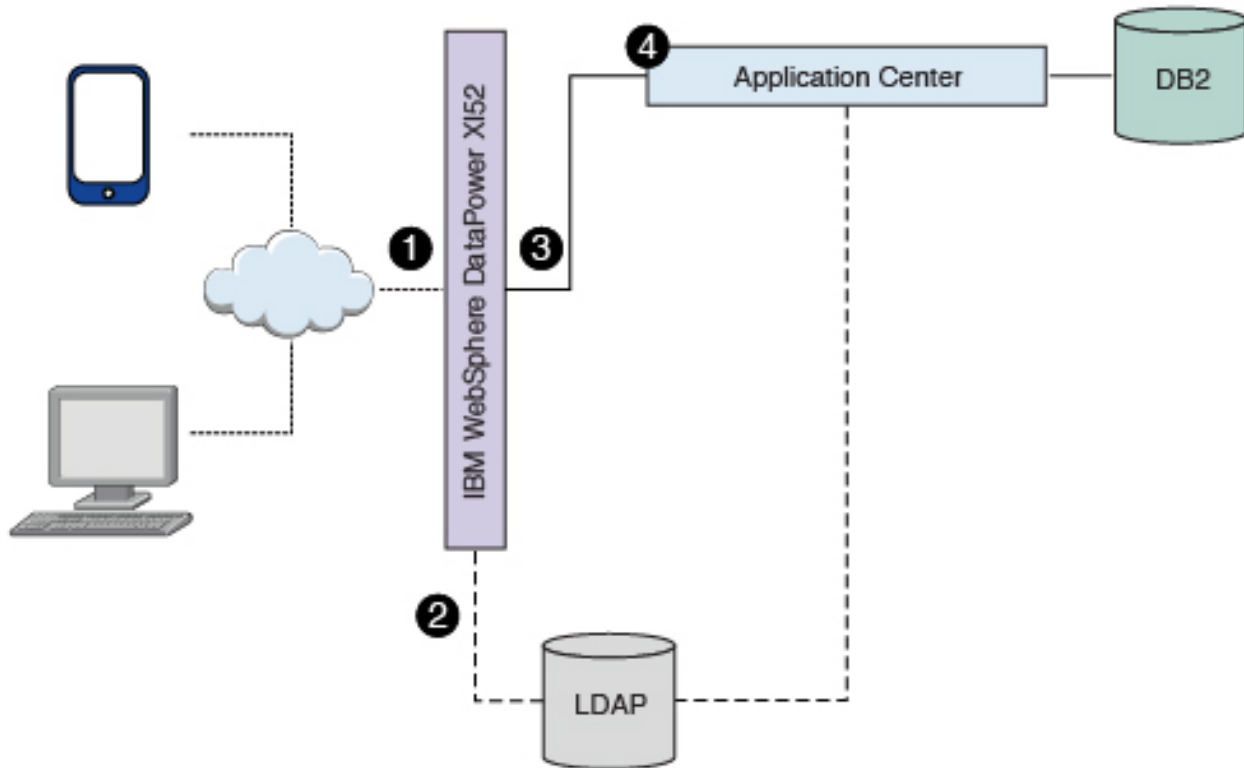 4
Application Center
DB2
IBM WebSphere DataPower XI52
1
3
2
LDAP